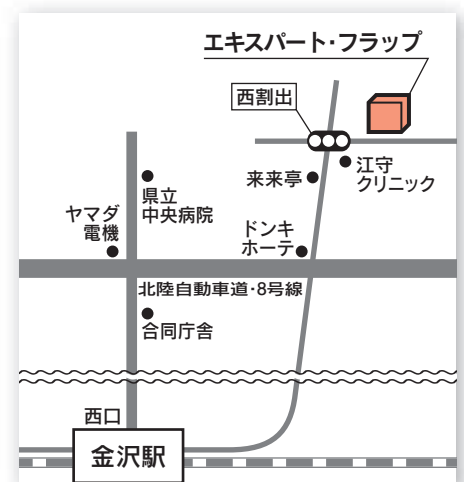 エキスパート・フラップ
西割出
江守
クリニック
来来亭
県立
中央病院
ヤマダ
電機
ドンキ
ホーテ
北陸自動車道・8号線
合同庁舎
西口
金沢駅